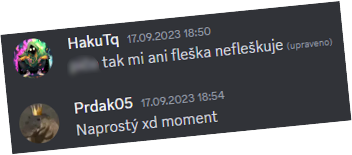 HakuTq 17.09.2023 18:50
tak mi ani fleška nefleškuje (upraveno)
Prdak05 17.09.2023 18:54
Naprostý xd moment